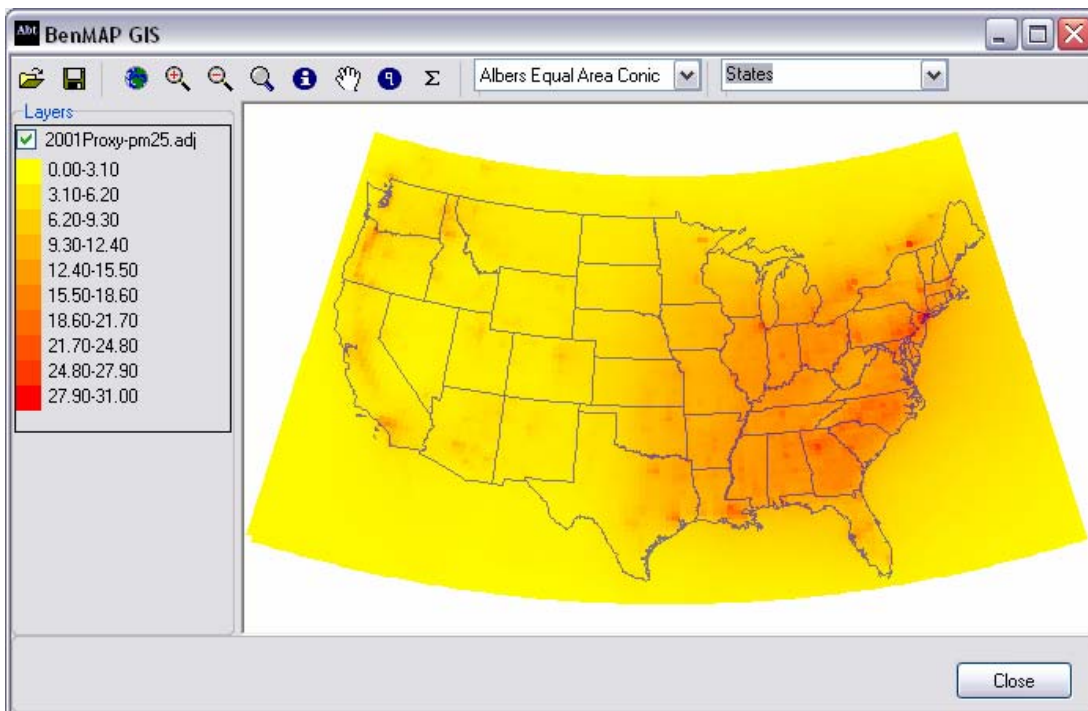 Abt BenMAP GIS
Σ
Albers Equal Area Conic
States
Layers
2001Proxy-pm25.adj
0.00-3.10
3.10-6.20
6.20-9.30
9.30-12.40
12.40-15.50
15.50-18.60
18.60-21.70
21.70-24.80
24.80-27.90
27.90-31.00
Close